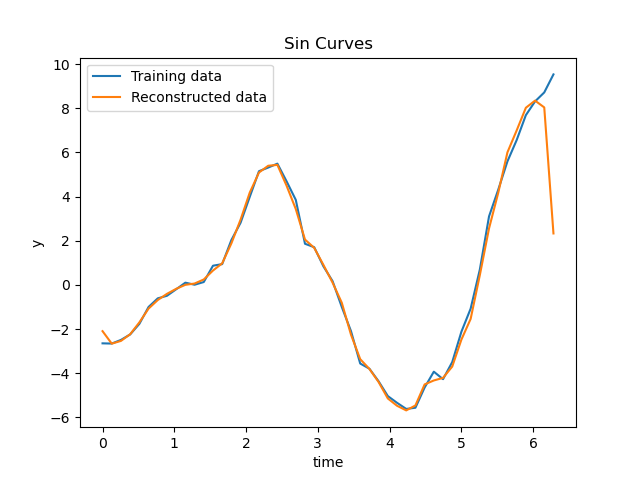 Sin Curves
Training data
Reconstructed data
10
8
6
4
2
0
−2
−4
−6
y
0 1 2 3 4 5 6
time